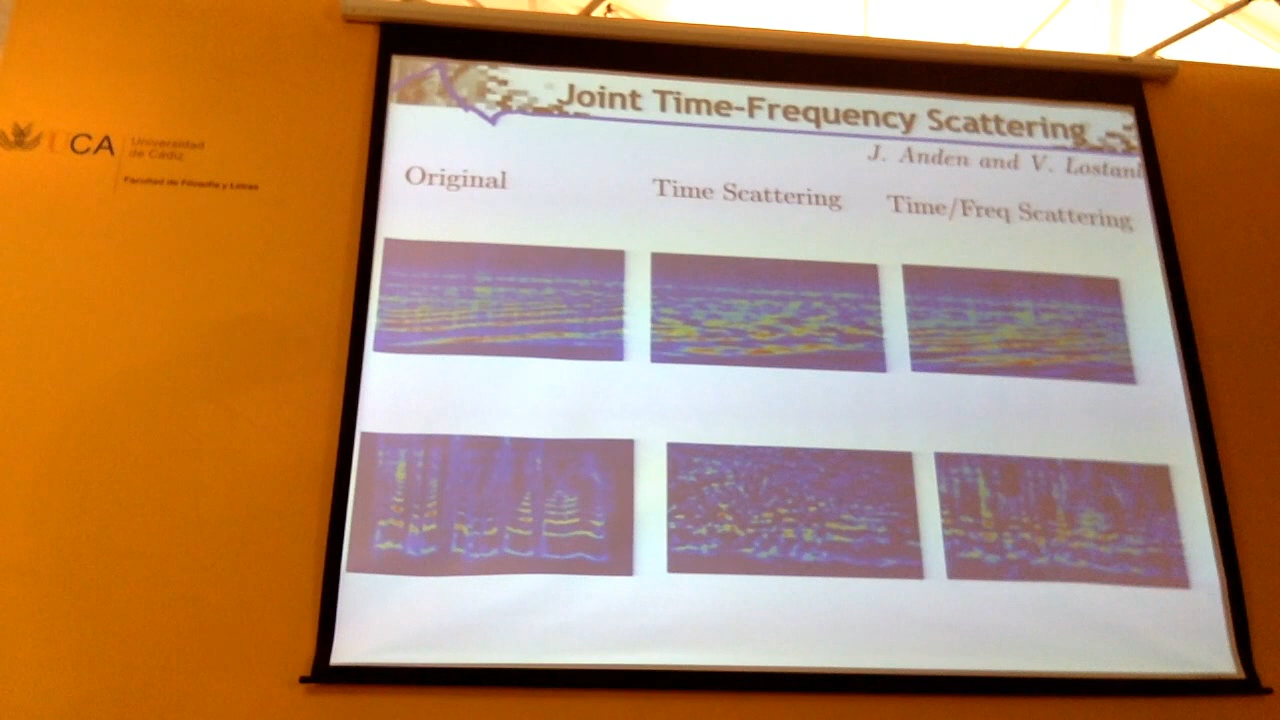 UCA
Universidad
de Cádiz
Facultad de Filosofía y Letras
Joint Time-Frequency Scattering
J. Anden and V. Lostanl
Original
Time Scattering
Time/Freq Scattering